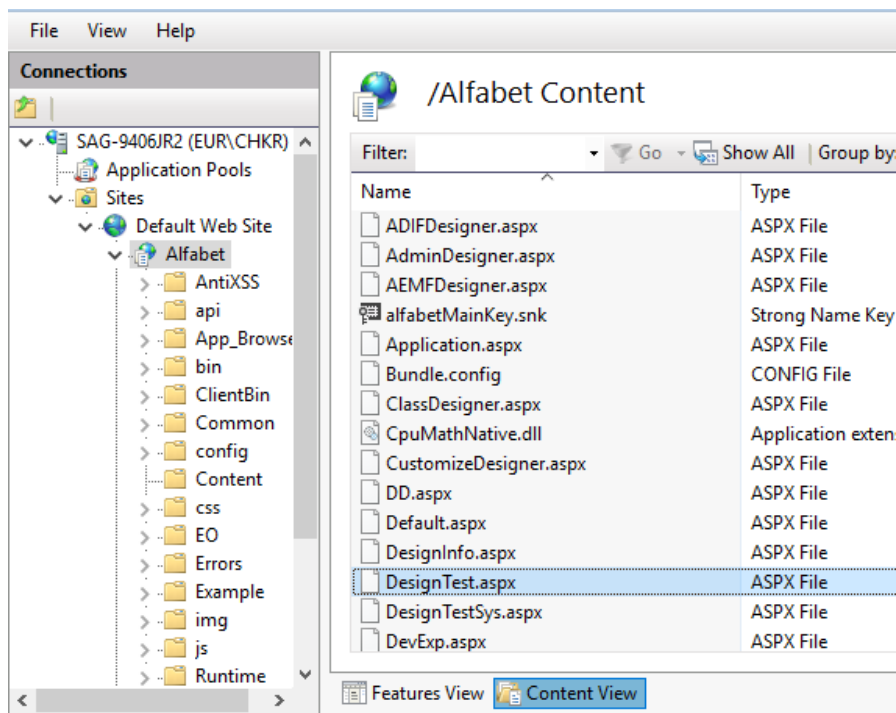 File View Help
Connections
SAG-9406JR2 (EUR\CHKR)
Application Pools
Sites
Default Web Site
Alfabet
AntiXSS
api
App_Browse
bin
ClientBin
Common
config
Content
css
EO
Errors
Example
img
js
Runtime
/Alfabet Content
Filter: Go Show All Group by:
Name Type
ADIFDesigner.aspx ASPX File
AdminDesigner.aspx ASPX File
AEMFDesigner.aspx ASPX File
alfabetMainKey.snk Strong Name Key
Application.aspx ASPX File
Bundle.config CONFIG File
ClassDesigner.aspx ASPX File
CpuMathNative.dll Application exten
CustomizeDesigner.aspx ASPX File
DD.aspx ASPX File
Default.aspx ASPX File
DesignInfo.aspx ASPX File
DesignTest.aspx ASPX File
DesignTestSys.aspx ASPX File
DevExp.aspx ASPX File
Features View Content View